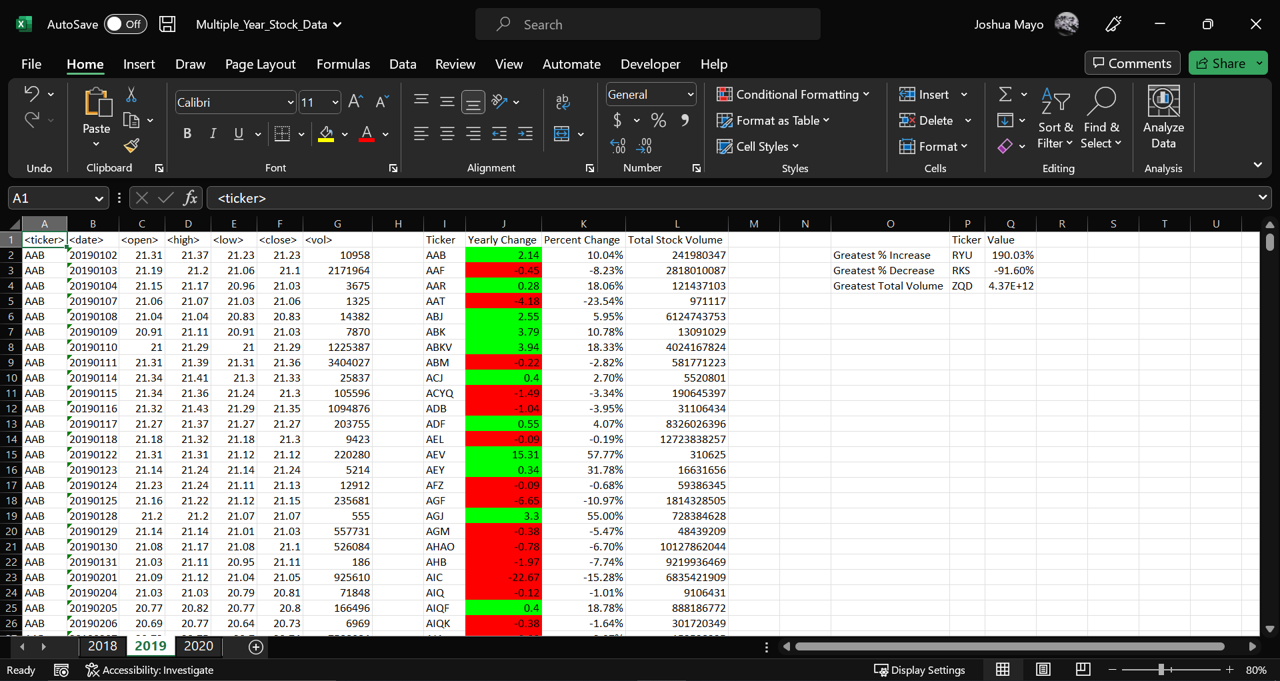 AutoSave Off Multiple_Year_Stock_Data Search Joshua Mayo
File Home Insert Draw Page Layout Formulas Data Review View Automate Developer Help Comments Share
Calibri 11 General Conditional Formatting Insert
Paste Format as Table Delete Sort & Filter Find & Select Analyze Data
Cell Styles Format
Undo Clipboard Font Alignment Number Styles Cells Editing Analysis
A1 <ticker>
A B C D E F G H I J K L M N O P Q R S T U
1 <ticker> <date> <open> <high> <low> <close> <vol> Ticker Yearly Change Percent Change Total Stock Volume Ticker Value
2 AAB 20190102 21.31 21.37 21.23 21.23 10958 AAB 2.14 10.04% 241980347 Greatest % Increase RYU 190.03%
3 AAB 20190103 21.19 21.2 21.06 21.1 2171964 AAF -0.45 -8.23% 2818010087 Greatest % Decrease RKS -91.60%
4 AAB 20190104 21.15 21.17 20.96 21.03 3675 AAR 0.28 18.06% 121437103 Greatest Total Volume ZQD 4.37E+12
5 AAB 20190107 21.06 21.07 21.03 21.06 1325 AAT -4.18 -23.54% 971117
6 AAB 20190108 21.04 21.04 20.83 20.83 14382 ABJ 2.55 5.95% 6124743753
7 AAB 20190109 20.91 21.11 20.91 21.03 7870 ABK 3.79 10.78% 13091029
8 AAB 20190110 21 21.29 21 21.29 1225387 ABKV 3.94 18.33% 4024167824
9 AAB 20190111 21.31 21.39 21.31 21.36 3404027 ABM -0.22 -2.82% 581771223
10 AAB 20190114 21.34 21.41 21.3 21.33 25837 ACJ 0.4 2.70% 5520801
11 AAB 20190115 21.34 21.36 21.24 21.3 105596 ACYQ -1.49 -3.34% 190645397
12 AAB 20190116 21.32 21.43 21.29 21.35 1094876 ADB -1.04 -3.95% 31106434
13 AAB 20190117 21.27 21.37 21.27 21.27 203755 ADF 0.55 4.07% 8326026396
14 AAB 20190118 21.18 21.32 21.18 21.3 9423 AEL -0.09 -0.19% 12723838257
15 AAB 20190122 21.31 21.31 21.12 21.12 220280 AEV 15.31 57.77% 310625
16 AAB 20190123 21.14 21.24 21.14 21.24 5214 AEY 0.34 31.78% 16631656
17 AAB 20190124 21.23 21.24 21.11 21.13 12912 AFZ -0.09 -0.68% 59386345
18 AAB 20190125 21.16 21.22 21.12 21.15 235681 AGF -6.65 -10.97% 1814328505
19 AAB 20190128 21.2 21.2 21.07 21.07 555 AGJ 3.3 55.00% 728384628
20 AAB 20190129 21.14 21.14 21.01 21.03 557731 AGM -0.38 -5.47% 48439209
21 AAB 20190130 21.08 21.17 21.08 21.1 526084 AHAO -0.78 -6.70% 10127862044
22 AAB 20190131 21.03 21.11 20.95 21.11 186 AHB -1.97 -7.74% 9219936469
23 AAB 20190201 21.09 21.12 21.04 21.05 925610 AIC -22.67 -15.28% 6835421909
24 AAB 20190204 21.03 21.03 20.79 20.81 71848 AIQ -0.12 -1.01% 9106431
25 AAB 20190205 20.77 20.82 20.77 20.8 166496 AIQF 0.4 18.78% 888186772
26 AAB 20190206 20.69 20.77 20.64 20.73 6969 AIQK -0.38 -1.64% 301720349
2018 2019 2020
Ready Accessibility: Investigate Display Settings 80%